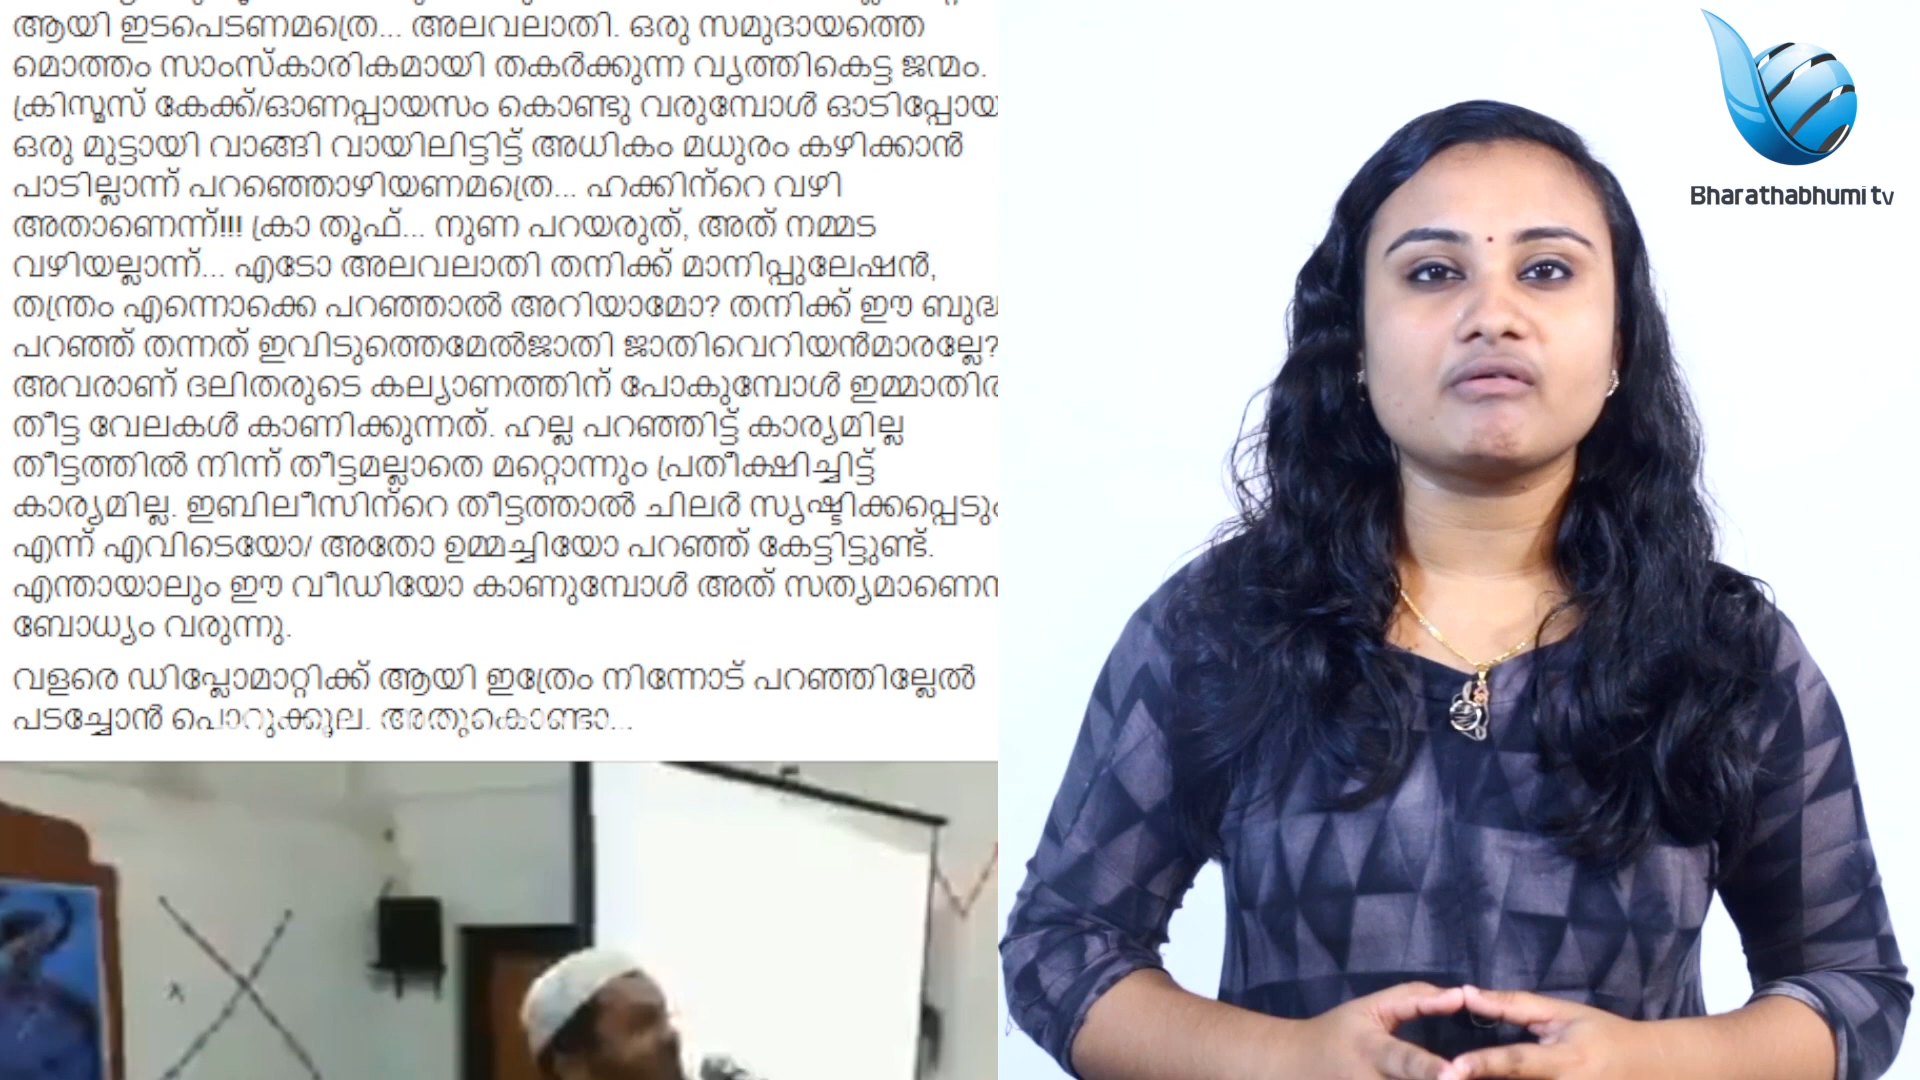 ആയി ഇടപെടണമത്രെ... അലവലാതി. ഒരു സമുദായത്തെ
മൊത്തം സാംസ്കാരികമായി തകർക്കുന്ന വൃത്തികെട്ട ജന്മം.
ക്രിസ്മസ് കേക്ക്/ഓണപ്പായസം കൊണ്ടു വരുമ്പോൾ ഓടിപ്പോയ
ഒരു മുട്ടായി വാങ്ങി വായിലിട്ടിട്ട് അധികം മധുരം കഴിക്കാൻ
പാടില്ലാന്ന് പറഞ്ഞൊഴിയണമത്രെ... ഹക്കിന്റെ വഴി
അതാണെന്ന്!!! ക്രാ തൂഫ്... നുണ പറയരുത്, അത് നമ്മട
വഴിയല്ലാന്ന്... എടോ അലവലാതി തനിക്ക് മാനിപ്പുലേഷൻ,
തന്ത്രം എന്നൊക്കെ പറഞ്ഞാൽ അറിയാമോ? തനിക്ക് ഈ
പറഞ്ഞ് തന്നത് ഇവിടുത്തെമേൽജാതി ജാതിവെറിയൻമാരല്ലേ?
അവരാണ് ദലിതരുടെ കല്യാണത്തിന് പോകുമ്പോൾ
തീട്ട വേലകൾ കാണിക്കുന്നത്. ഹല്ല പറഞ്ഞിട്ട് കാര്യമില്ല
തീട്ടത്തിൽ നിന്ന് തീട്ടമല്ലാതെ മറ്റൊന്നും പ്രതീക്ഷിച്ചിട്ട്
കാര്യമില്ല. ഇബിലീസിന്റെ തീട്ടത്താൽ ചിലർ സൃഷ്ടിക്കപ്പെടും
എന്ന് എവിടെയോ/ അതോ ഉമ്മച്ചിയോ പറഞ്ഞ് കേട്ടിട്ടുണ്ട്.
എന്തായാലും ഈ വീഡിയോ കാണുമ്പോൾ അത്
ബോധ്യം വരുന്നു.
വളരെ ഡിപ്ലോമാറ്റിക്ക് ആയി ഇത്രേം നിന്നോട് പറഞ്ഞില്ലേൽ
പടച്ചോൻ പൊറുക്കൂല. അതുകൊണ്ടാ...
Bharathabhumi tv